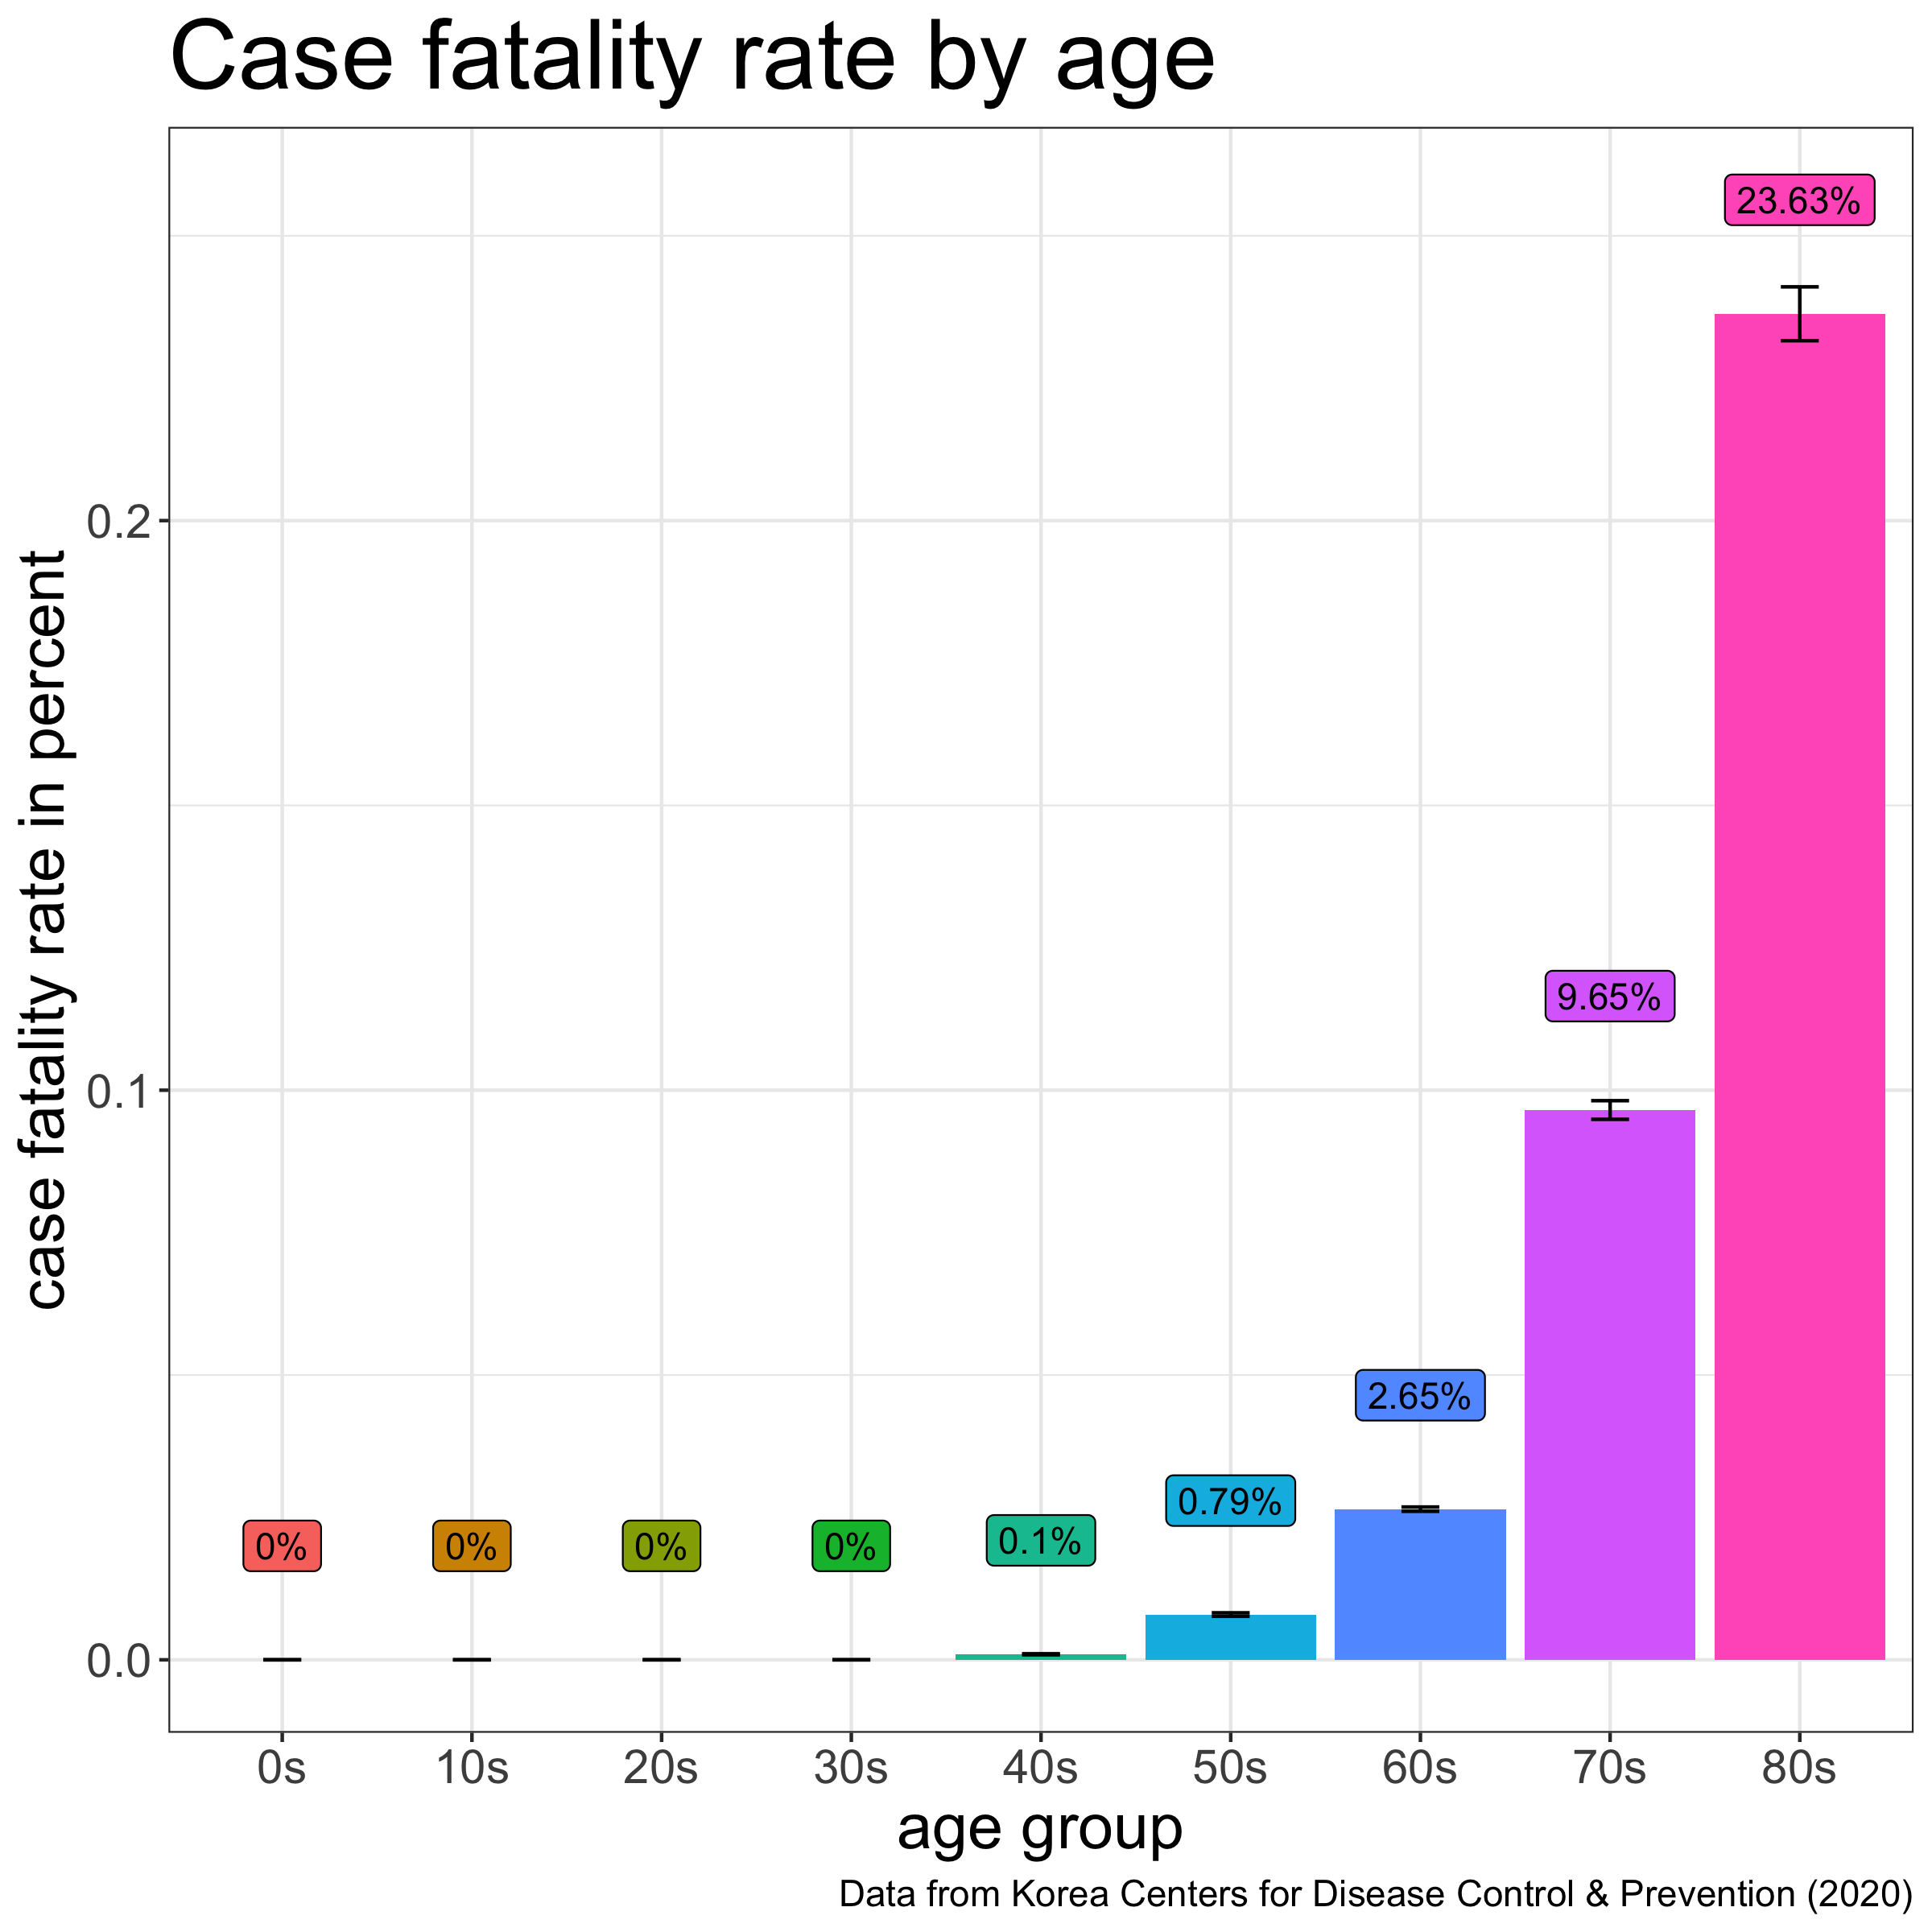 Case fatality rate by age
case fatality rate in percent
0.2
0.1
0.0
23.63%
9.65%
2.65%
0.79%
0.1%
0%
0%
0%
0%
0s
10s
20s
30s
40s
50s
60s
70s
80s
age group
Data from Korea Centers for Disease Control & Prevention (2020)